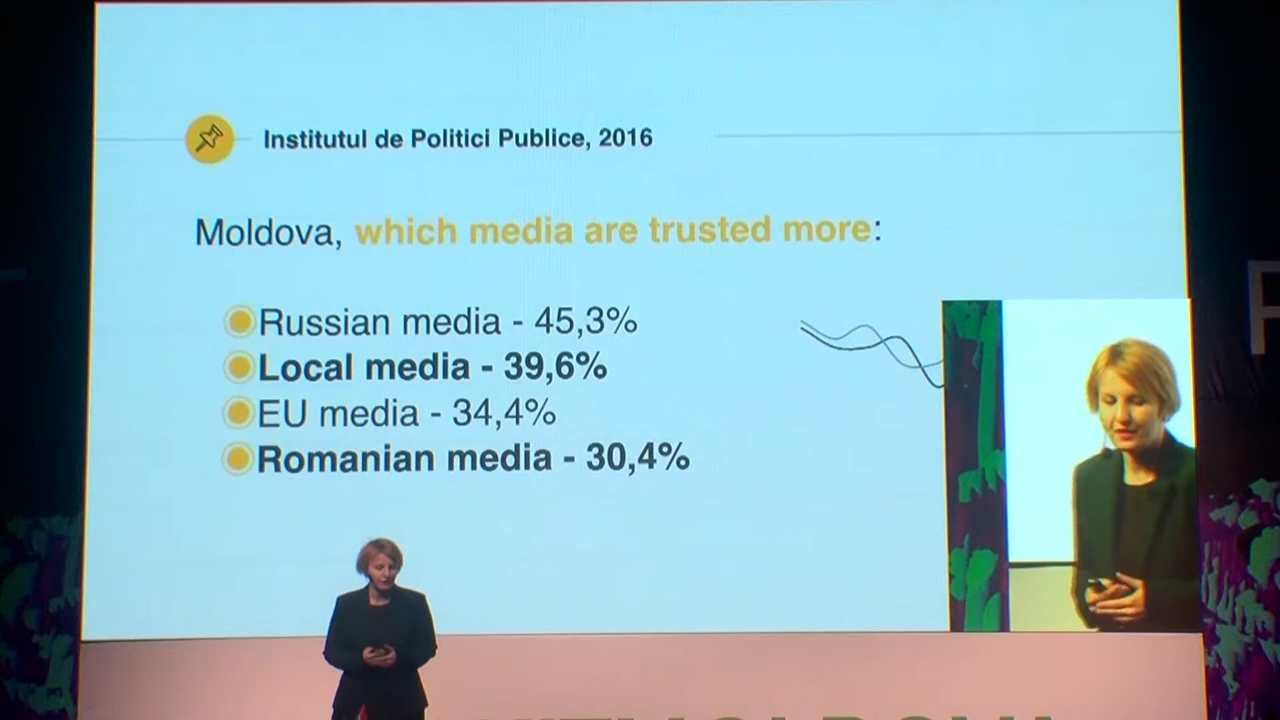 Institutul de Politici Publice, 2016
Moldova, which media are trusted more:
Russian media - 45,3%
Local media - 39,6%
EU media - 34,4%
Romanian media - 30,4%
MOLDOVA